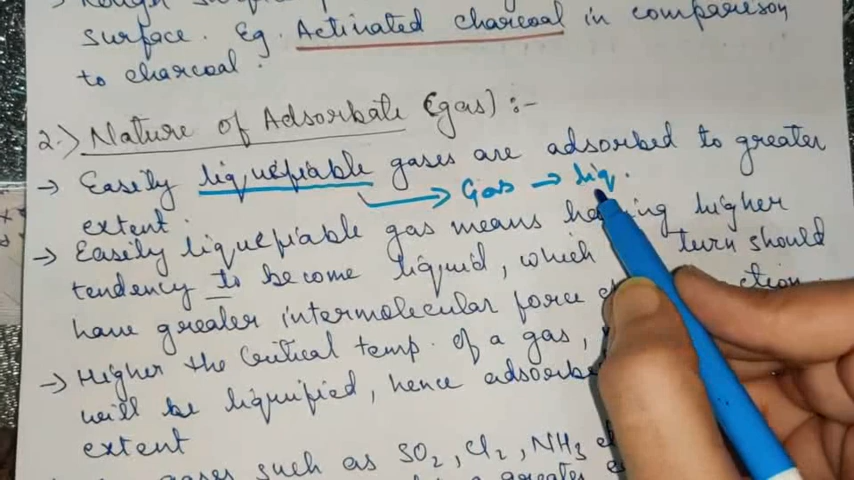 surface. Eg. Activated charcoal in comparison
to charcoal.
2.) Nature of Adsorbate (gas) :-
→ Easily liquefiable gases are adsorbed to greater
extent.
Gas → liq.
→ Easily liquefiable gas means having higher
tendency to become liquid, which turn should
have greater intermolecular force
→ Higher the Critical temp. of a gas,
will be liquified, hence adsorbed
extent
gases such as SO2, Cl2, NH3